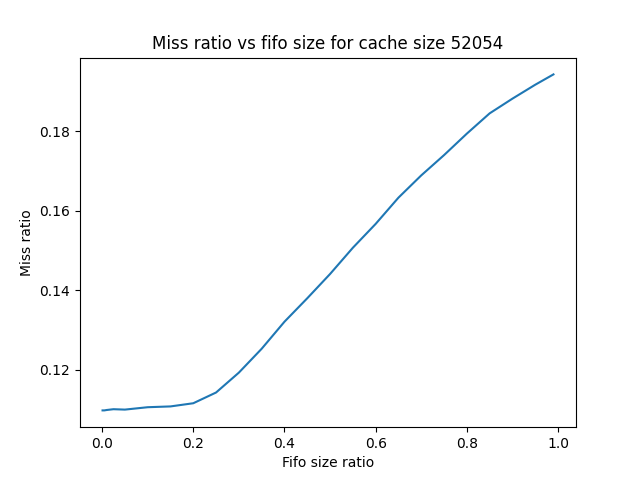 Miss ratio vs fifo size for cache size 52054
Miss ratio
0.18
0.16
0.14
0.12
0.0 0.2 0.4 0.6 0.8 1.0
Fifo size ratio